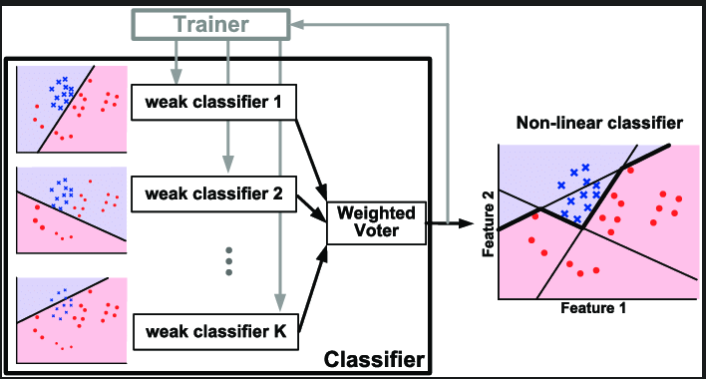 Trainer
weak classifier 1
weak classifier 2
weak classifier K
Weighted
Voter
Classifier
Non-linear classifier
Feature 2
Feature 1